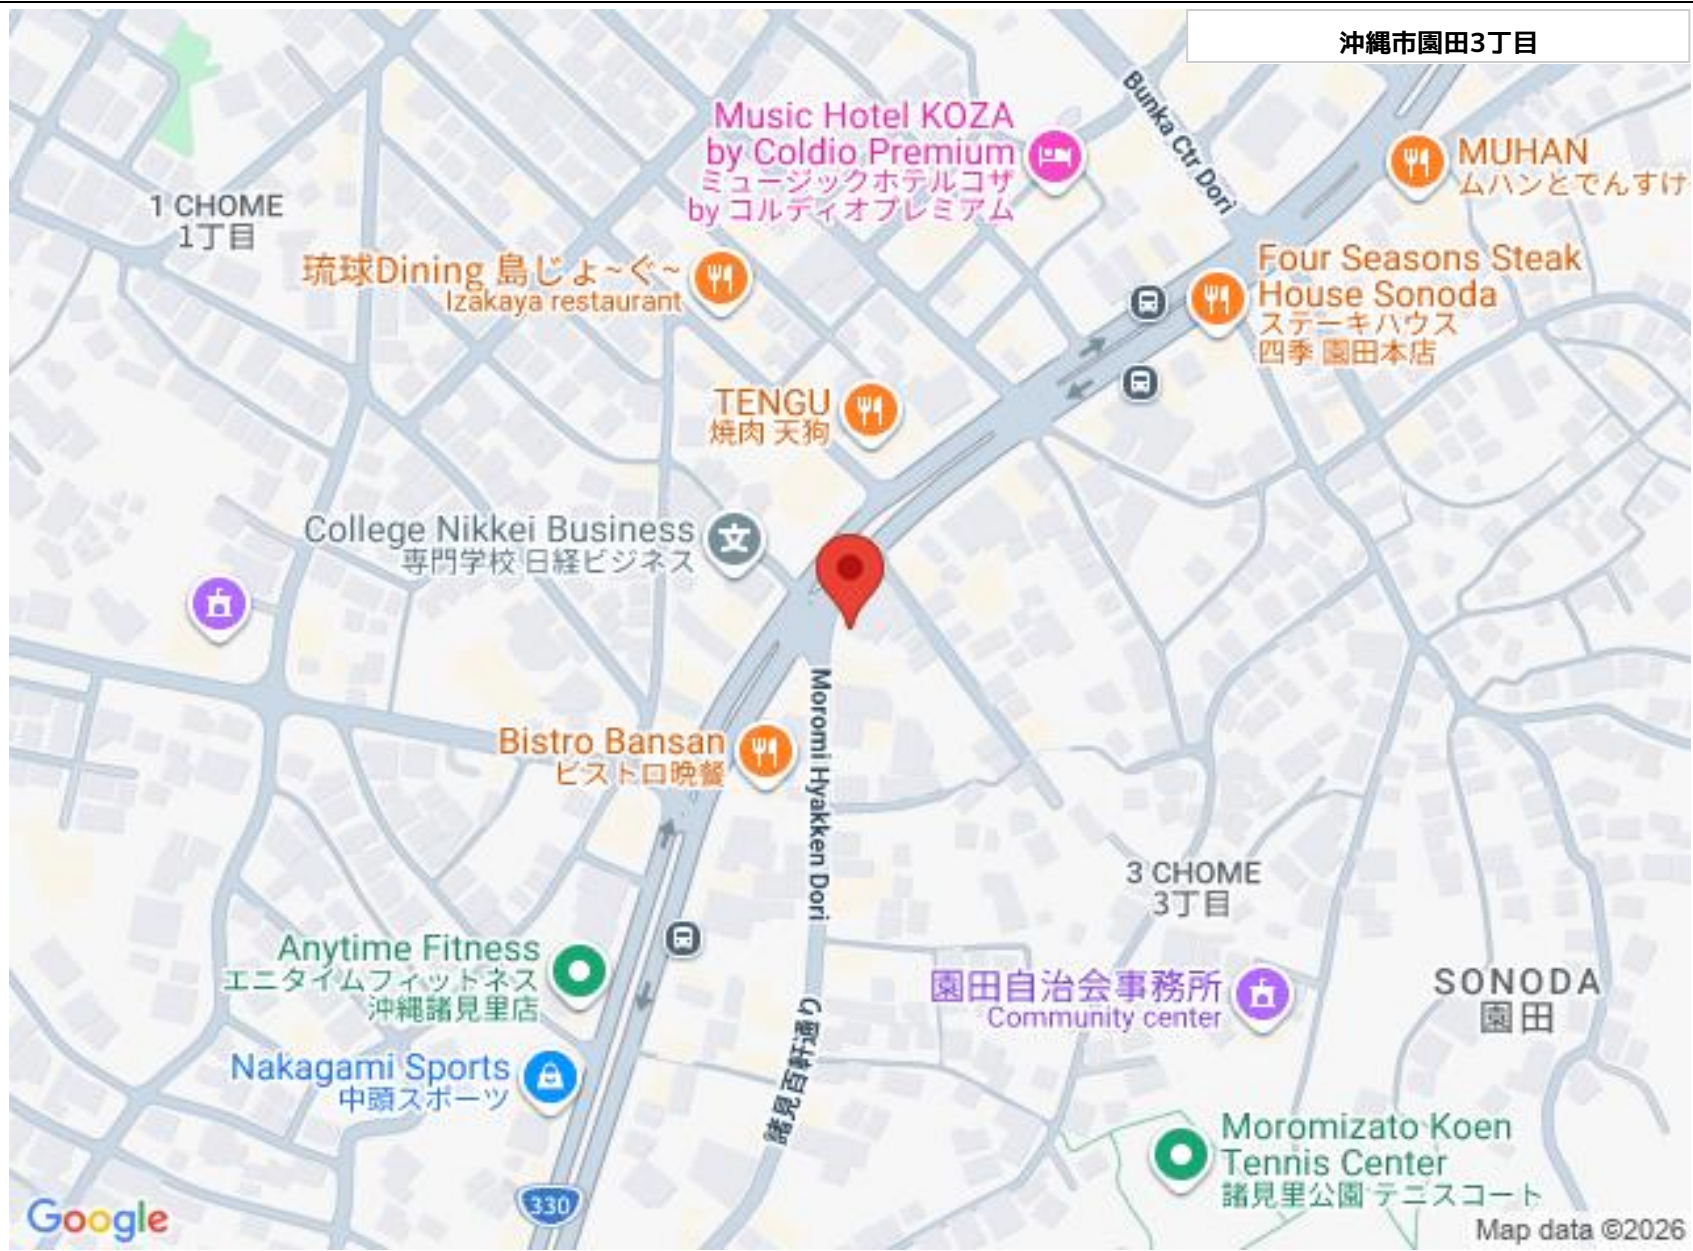 沖縄市園田3丁目
Bunka Ctr Dori
Music Hotel KOZA
by Coldio Premium
ミュージックホテルコザ
by コルディオプレミアム
MUHAN
ムハンとでんすけ
1 CHOME
1丁目
琉球Dining 島じょ~ぐ~
Izakaya restaurant
Four Seasons Steak
House Sonoda
ステーキハウス
四季 園田本店
TENGU
焼肉 天狗
College Nikkei Business
専門学校 日経ビジネス
Bistro Bansan
ビストロ晩餐
Moromi Hyakken Dori
3 CHOME
3丁目
Anytime Fitness
エニタイムフィットネス
沖縄諸見里店
園田自治会事務所
Community center
SONODA
園田
諸見百軒通り
Nakagami Sports
中頭スポーツ
Moromizato Koen
Tennis Center
諸見里公園 テニスコート
330
Google
Map data ©2026